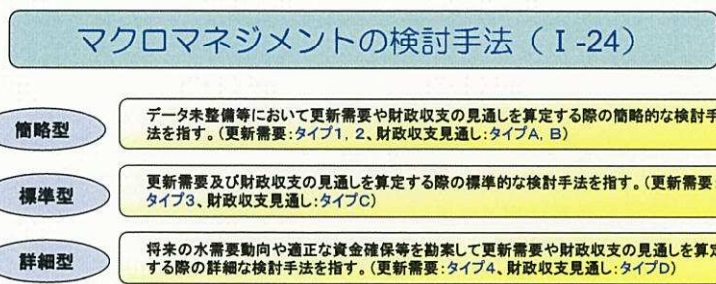 マクロマネジメントの検討手法（Ⅰ-24）
簡略型
データ未整備等において更新需要や財政収支の見通しを算定する際の簡略的な検討手
法を指す。(更新需要:タイプ1, 2、財政収支見通し:タイプA, B)
標準型
更新需要及び財政収支の見通しを算定する際の標準的な検討手法を指す。(更新需要
タイプ3、財政収支見通し:タイプC)
詳細型
将来の水需要動向や適正な資金確保等を勘案して更新需要や財政収支の見通しを算定
する際の詳細な検討手法を指す。(更新需要:タイプ4、財政収支見通し:タイプD)